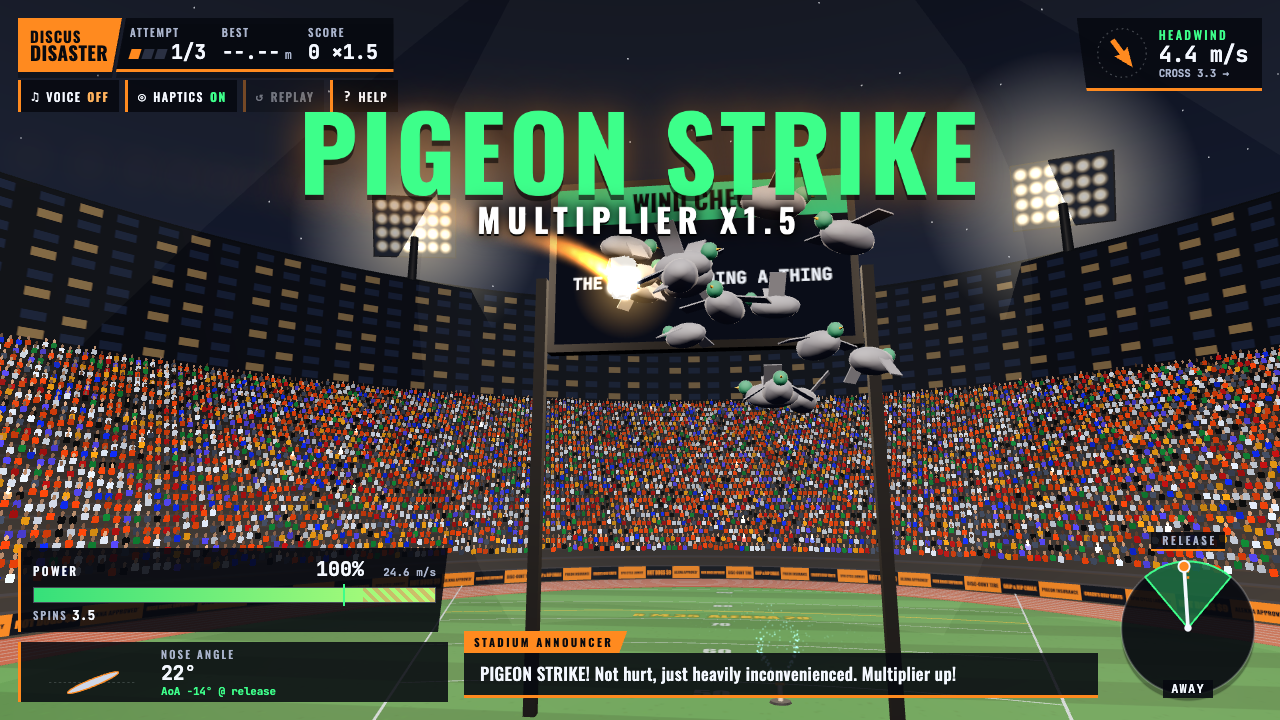 DISCUS
DISASTER
ATTEMPT
1/3
BEST
--.-- m
SCORE
0 ×1.5
HEADWIND
4.4 m/s
CROSS 3.3 →
♫ VOICE OFF
◎ HAPTICS ON
↺ REPLAY
? HELP
PIGEON STRIKE
MULTIPLIER X1.5
WIND
THE
A THING
POWER
100%
24.6 m/s
SPINS 3.5
NOSE ANGLE
22°
AoA -14° @ release
STADIUM ANNOUNCER
PIGEON STRIKE! Not hurt, just heavily inconvenienced. Multiplier up!
RELEASE
AWAY